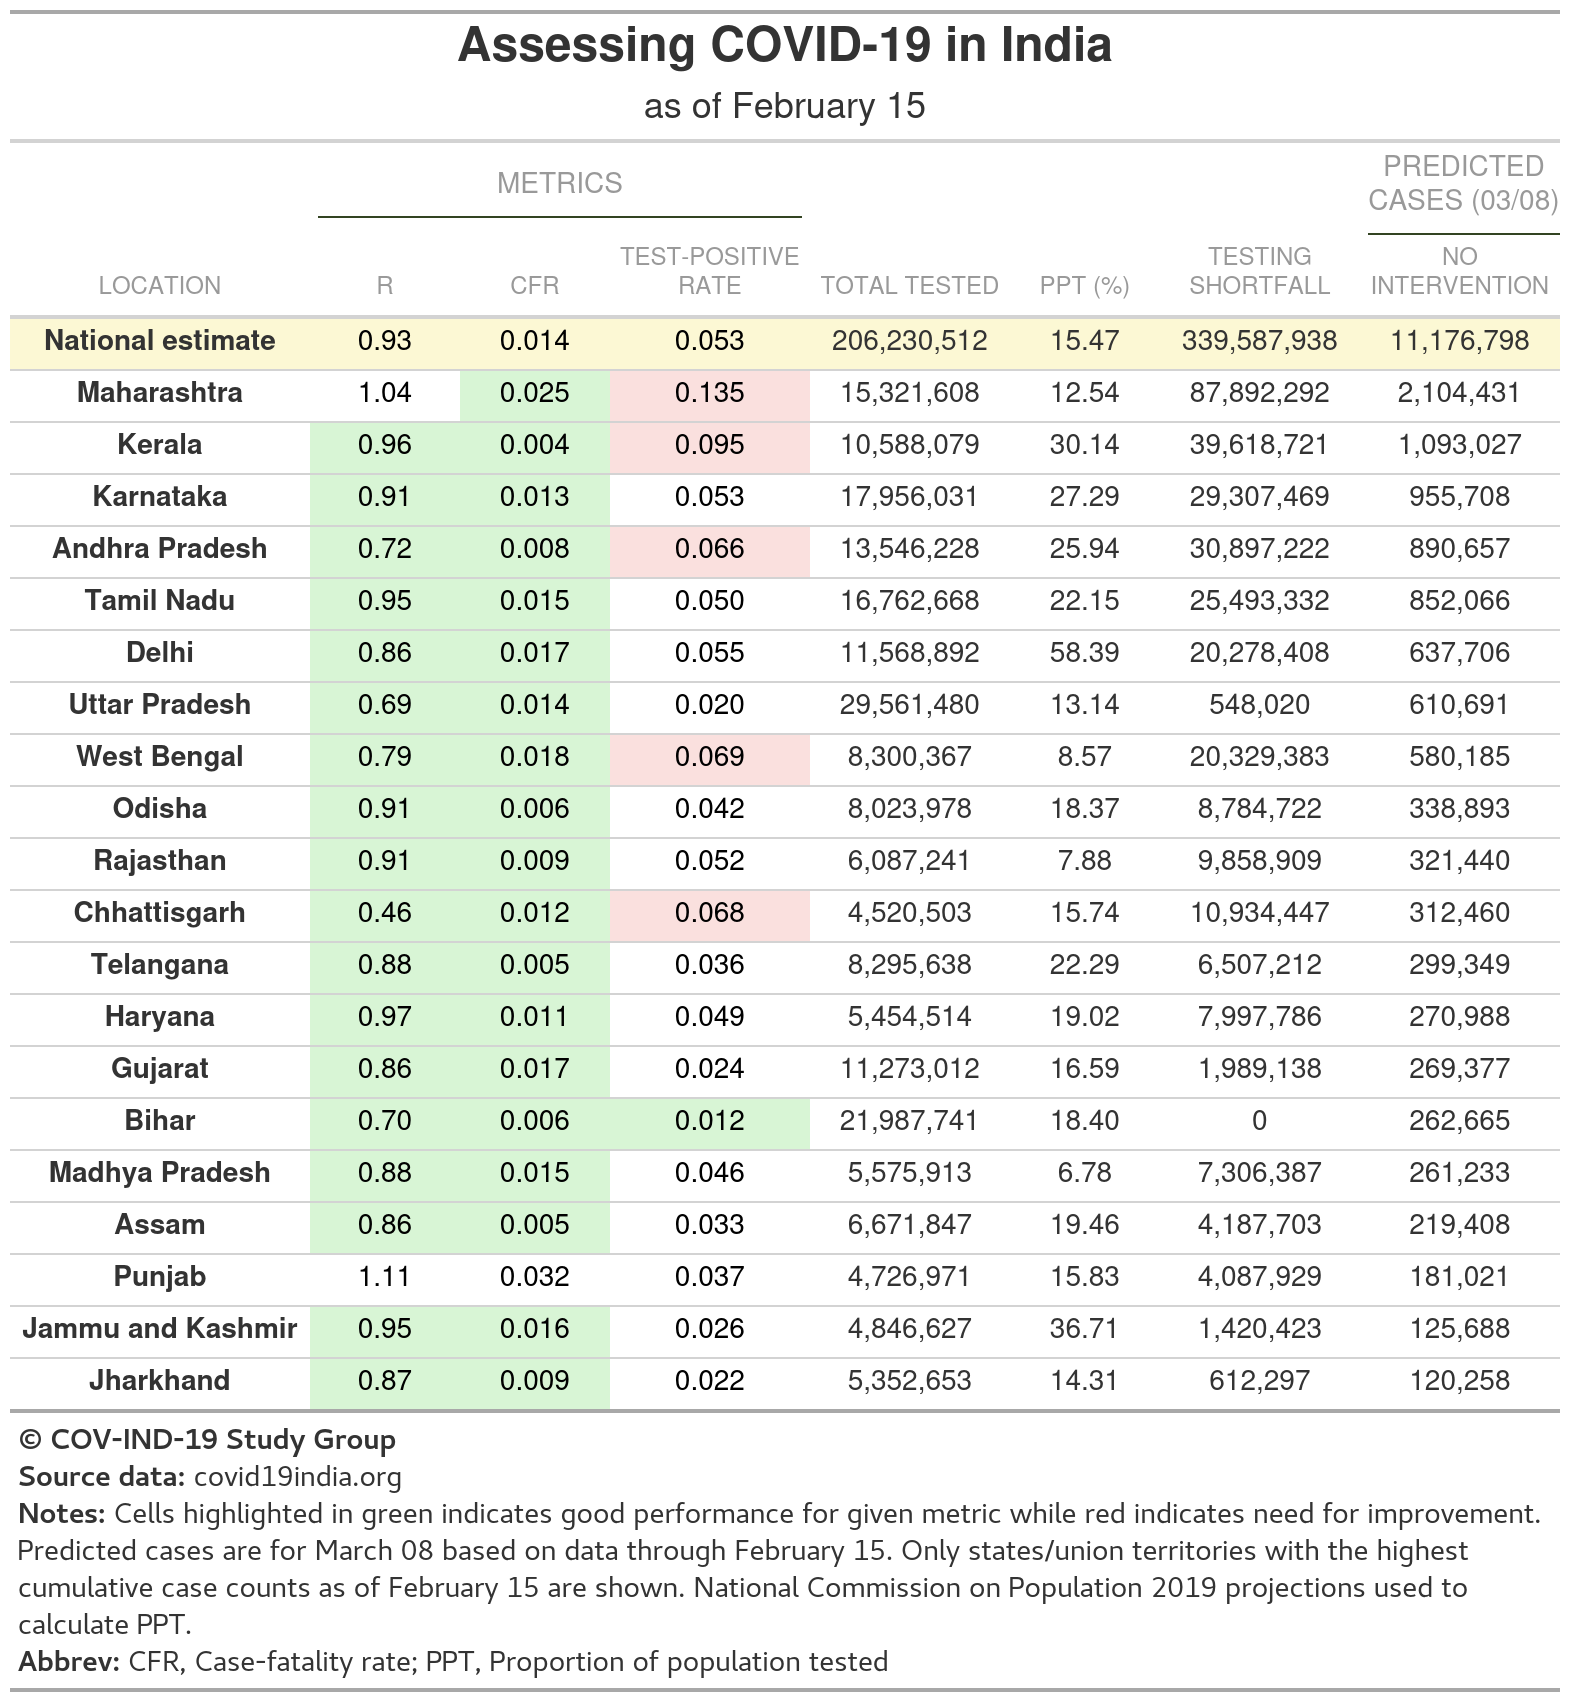 Assessing COVID-19 in India
as of February 15
METRICS
PREDICTED
CASES (03/08)
LOCATION R CFR TEST-POSITIVE RATE TOTAL TESTED PPT (%) TESTING SHORTFALL NO INTERVENTION
National estimate 0.93 0.014 0.053 206,230,512 15.47 339,587,938 11,176,798
Maharashtra 1.04 0.025 0.135 15,321,608 12.54 87,892,292 2,104,431
Kerala 0.96 0.004 0.095 10,588,079 30.14 39,618,721 1,093,027
Karnataka 0.91 0.013 0.053 17,956,031 27.29 29,307,469 955,708
Andhra Pradesh 0.72 0.008 0.066 13,546,228 25.94 30,897,222 890,657
Tamil Nadu 0.95 0.015 0.050 16,762,668 22.15 25,493,332 852,066
Delhi 0.86 0.017 0.055 11,568,892 58.39 20,278,408 637,706
Uttar Pradesh 0.69 0.014 0.020 29,561,480 13.14 548,020 610,691
West Bengal 0.79 0.018 0.069 8,300,367 8.57 20,329,383 580,185
Odisha 0.91 0.006 0.042 8,023,978 18.37 8,784,722 338,893
Rajasthan 0.91 0.009 0.052 6,087,241 7.88 9,858,909 321,440
Chhattisgarh 0.46 0.012 0.068 4,520,503 15.74 10,934,447 312,460
Telangana 0.88 0.005 0.036 8,295,638 22.29 6,507,212 299,349
Haryana 0.97 0.011 0.049 5,454,514 19.02 7,997,786 270,988
Gujarat 0.86 0.017 0.024 11,273,012 16.59 1,989,138 269,377
Bihar 0.70 0.006 0.012 21,987,741 18.40 0 262,665
Madhya Pradesh 0.88 0.015 0.046 5,575,913 6.78 7,306,387 261,233
Assam 0.86 0.005 0.033 6,671,847 19.46 4,187,703 219,408
Punjab 1.11 0.032 0.037 4,726,971 15.83 4,087,929 181,021
Jammu and Kashmir 0.95 0.016 0.026 4,846,627 36.71 1,420,423 125,688
Jharkhand 0.87 0.009 0.022 5,352,653 14.31 612,297 120,258
© COV-IND-19 Study Group
Source data: covid19india.org
Notes: Cells highlighted in green indicates good performance for given metric while red indicates need for improvement.
Predicted cases are for March 08 based on data through February 15. Only states/union territories with the highest
cumulative case counts as of February 15 are shown. National Commission on Population 2019 projections used to
calculate PPT.
Abbrev: CFR, Case-fatality rate; PPT, Proportion of population tested